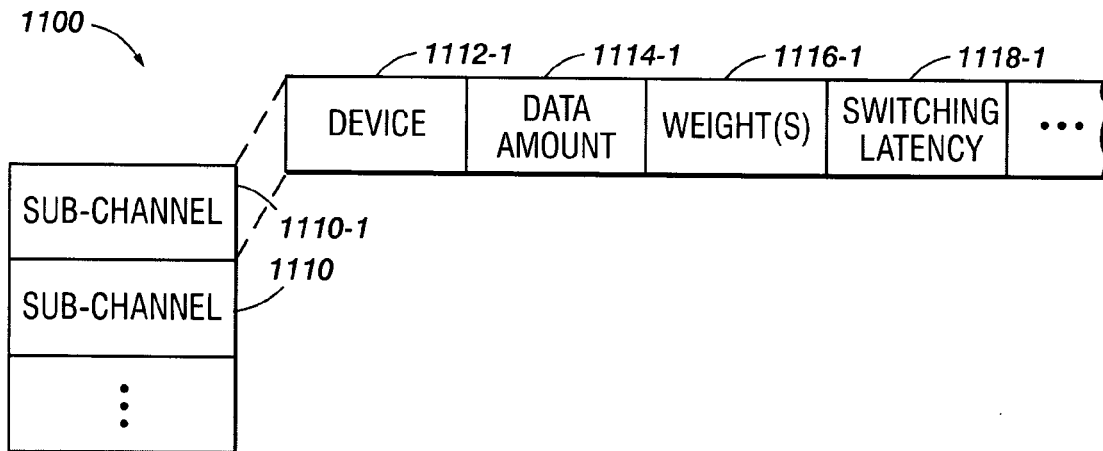 1100
1112-1
1114-1
1116-1
1118-1
DEVICE
DATA
AMOUNT
WEIGHT(S)
SWITCHING
LATENCY
•••
SUB-CHANNEL
1110-1
1110
SUB-CHANNEL